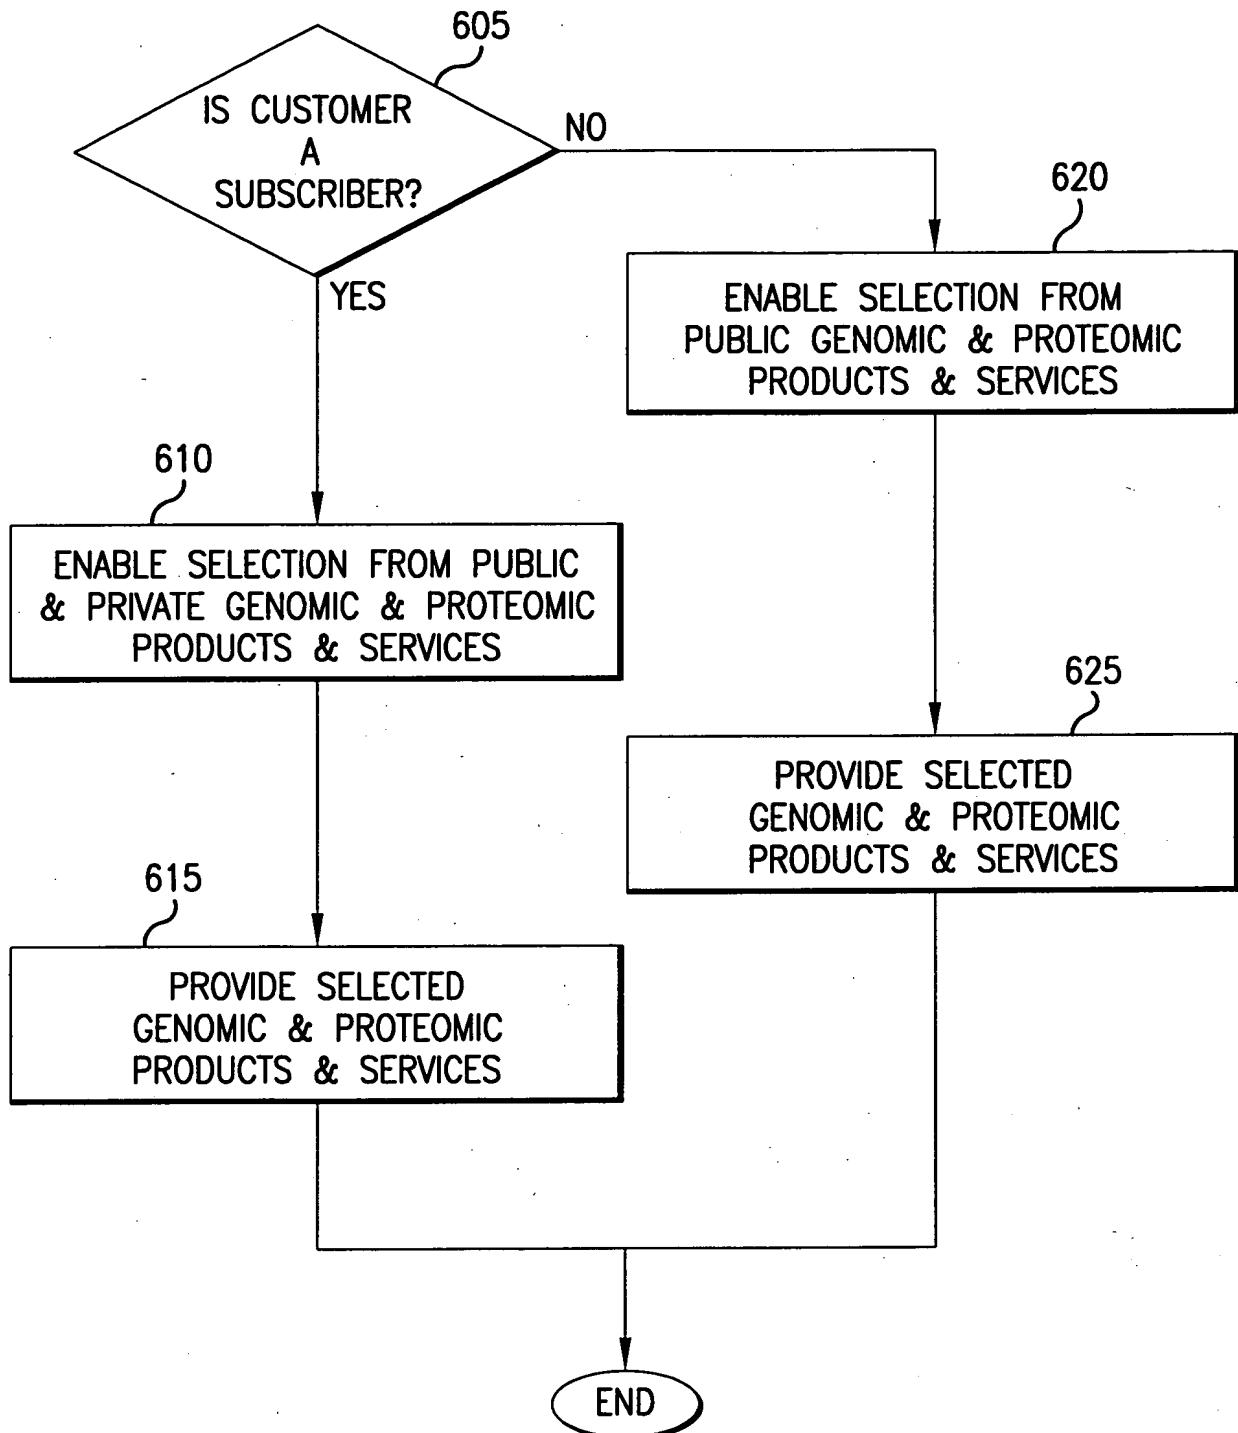 605
IS CUSTOMER
A
SUBSCRIBER?
NO
YES
620
ENABLE SELECTION FROM
PUBLIC GENOMIC & PROTEOMIC
PRODUCTS & SERVICES
610
ENABLE SELECTION FROM PUBLIC
& PRIVATE GENOMIC & PROTEOMIC
PRODUCTS & SERVICES
625
PROVIDE SELECTED
GENOMIC & PROTEOMIC
PRODUCTS & SERVICES
615
PROVIDE SELECTED
GENOMIC & PROTEOMIC
PRODUCTS & SERVICES
END